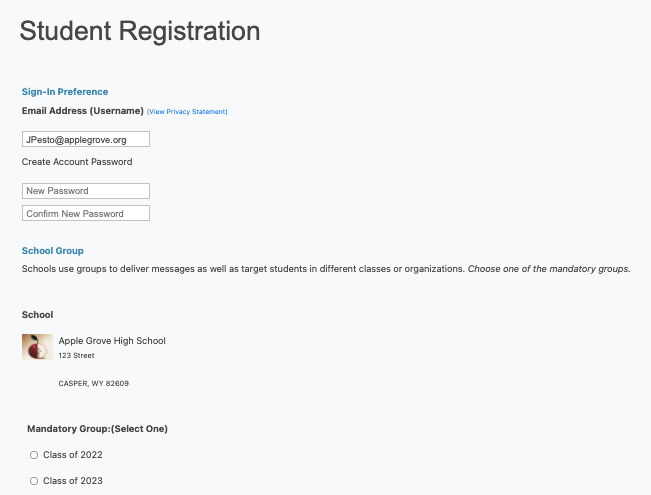 Student Registration
Sign-In Preference
Email Address (Username) (View Privacy Statement)
JPesto@applegrove.org
Create Account Password
New Password
Confirm New Password
School Group
Schools use groups to deliver messages as well as target students in different classes or organizations. Choose one of the mandatory groups.
School
Apple Grove High School
123 Street
CASPER, WY 82609
Mandatory Group:(Select One)
Class of 2022
Class of 2023